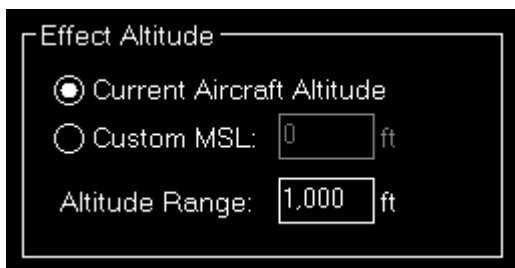 Effect Altitude
Current Aircraft Altitude
Custom MSL: 0 ft
Altitude Range: 1,000 ft